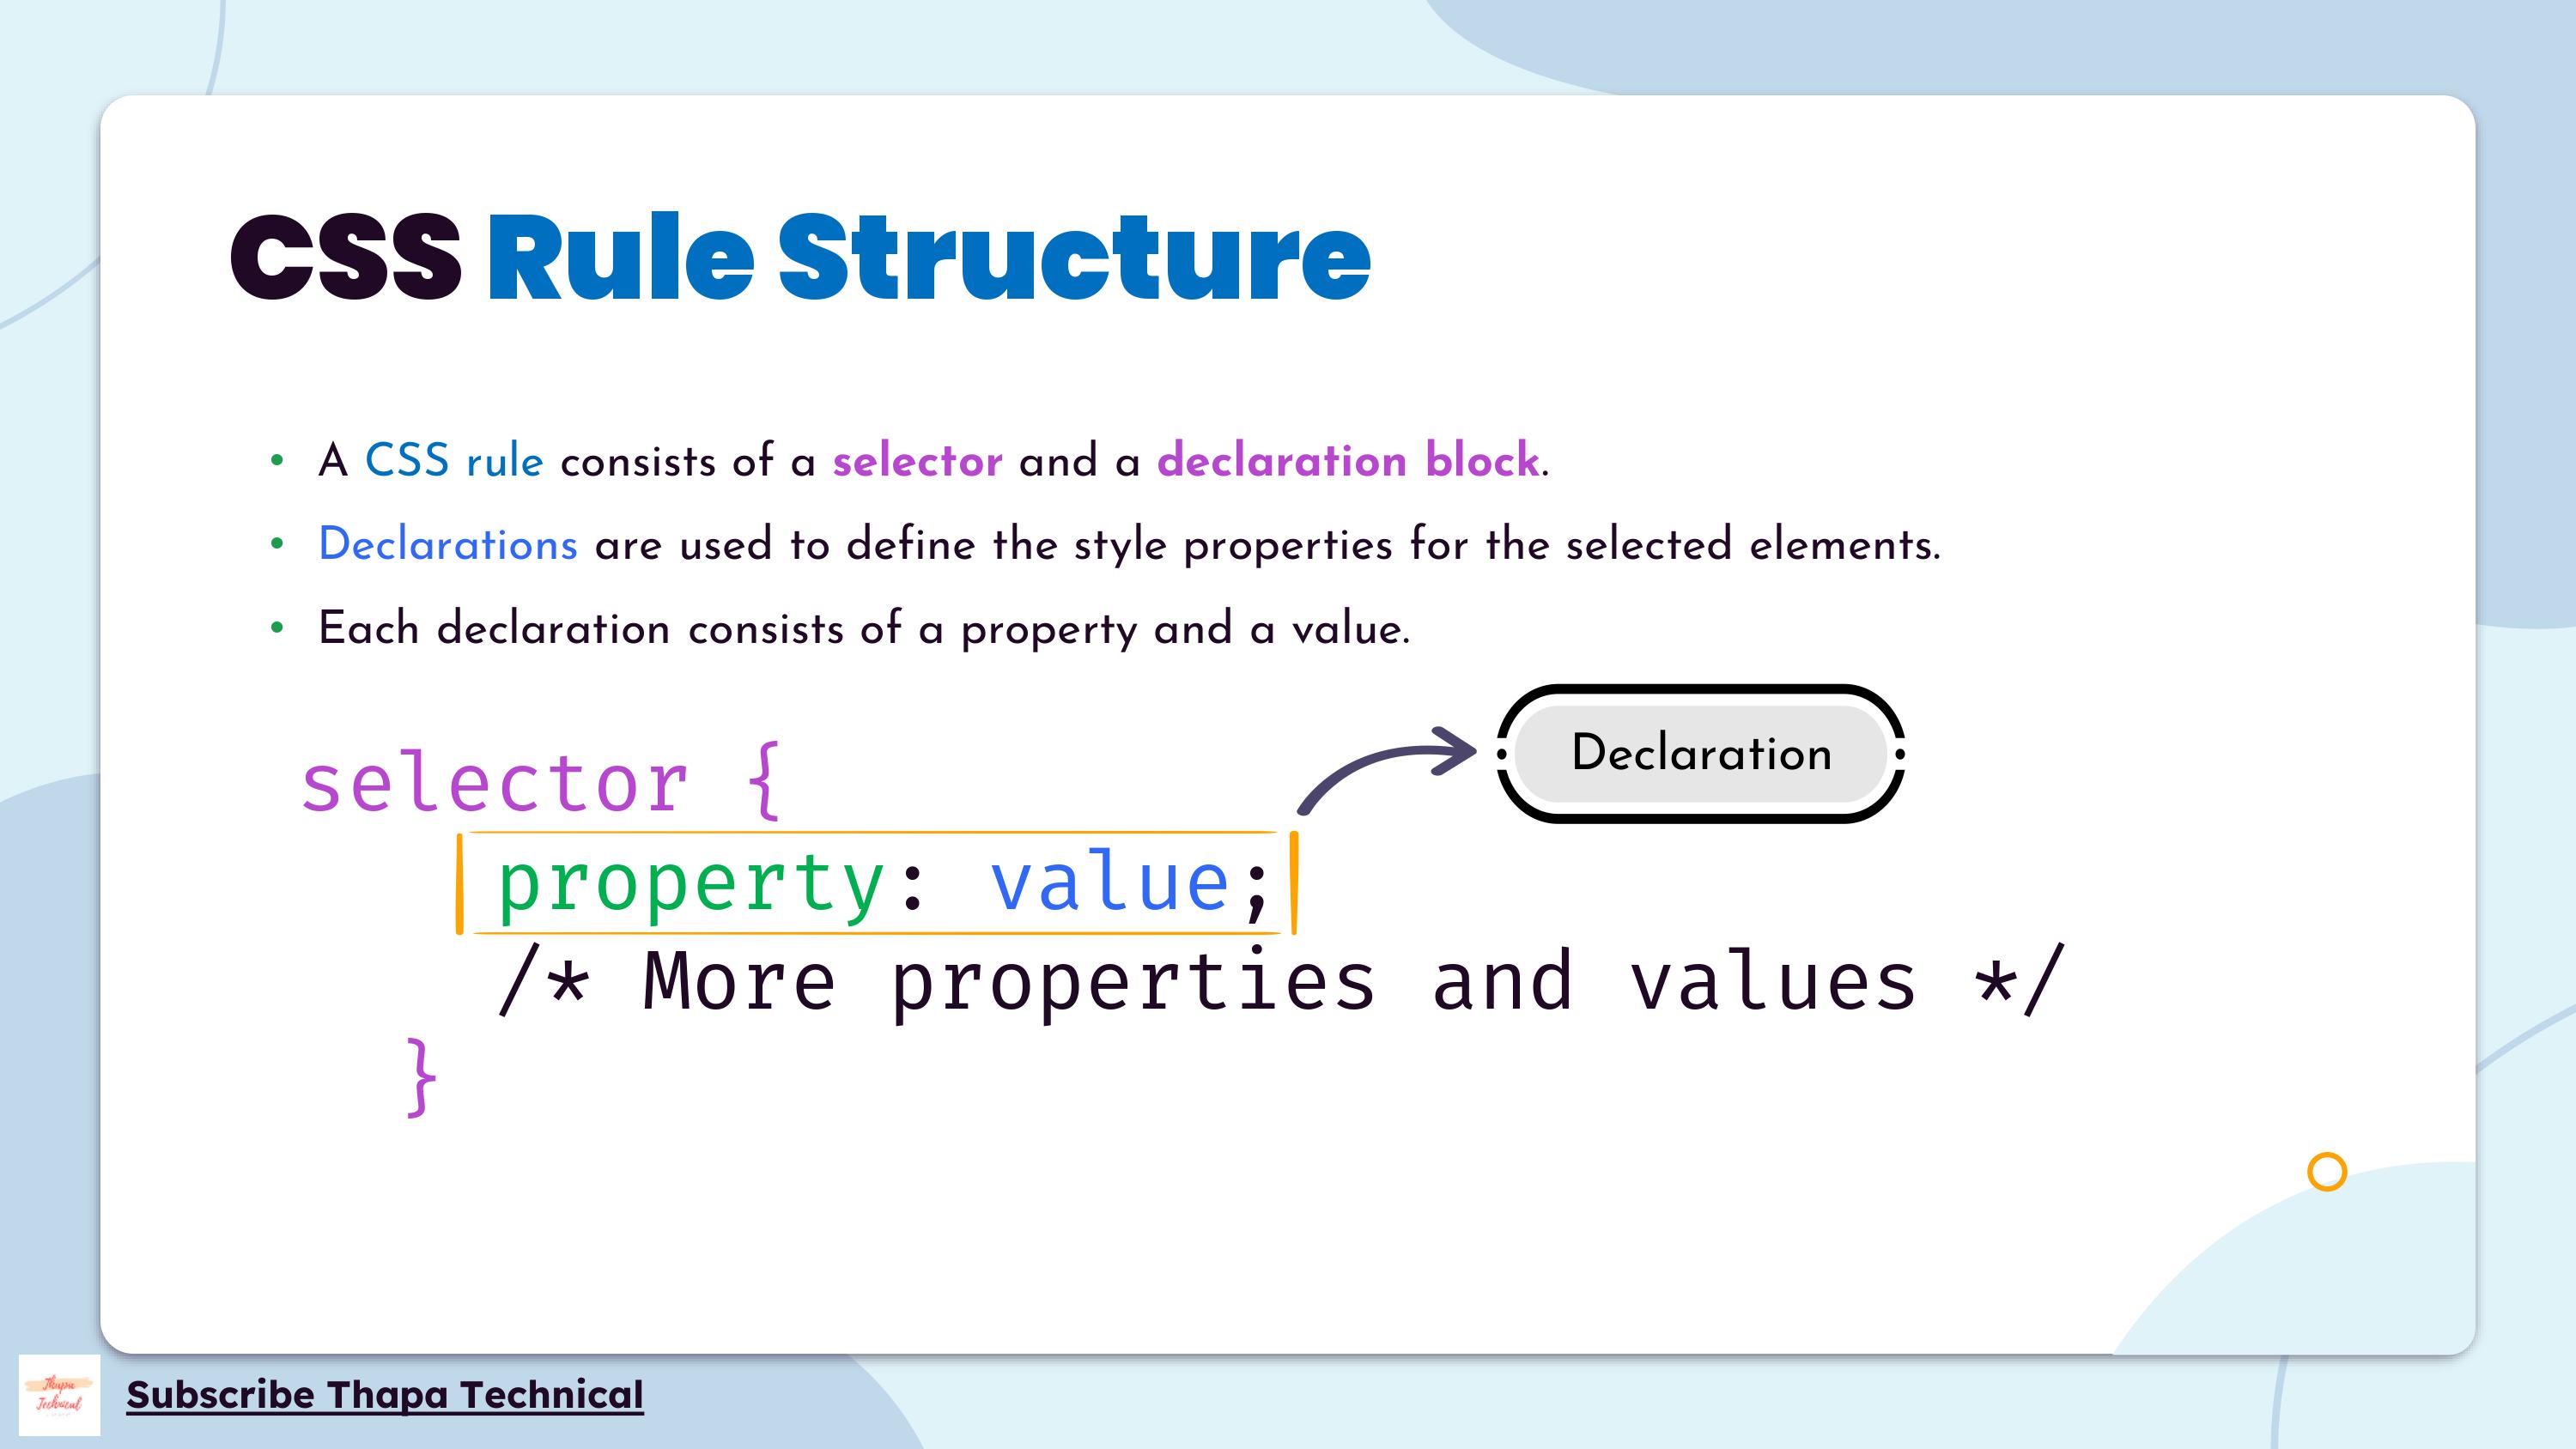 CSS Rule Structure
• A CSS rule consists of a selector and a declaration block.
• Declarations are used to define the style properties for the selected elements.
• Each declaration consists of a property and a value.
Declaration
selector {
property: value;
/* More properties and values */
}
Thapa
Technical
Subscribe Thapa Technical